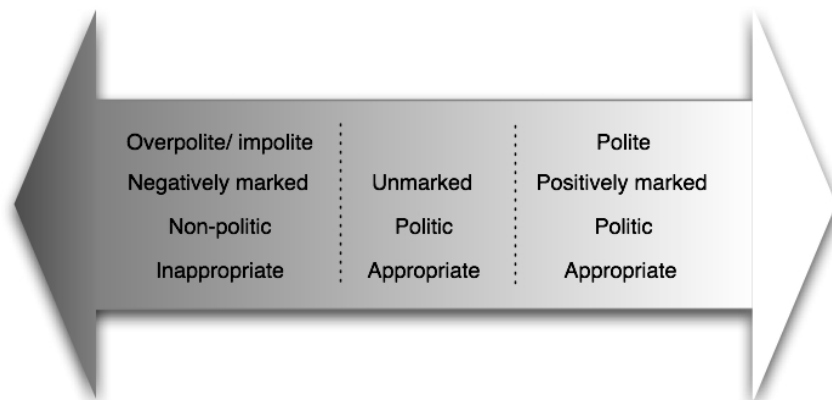 Overpolite/ impolite Polite
Negatively marked Unmarked Positively marked
Non-politic Politic Politic
Inappropriate Appropriate Appropriate